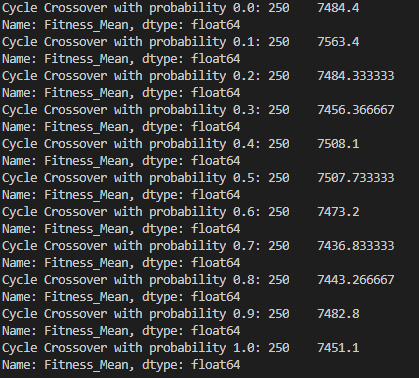 Cycle Crossover with probability 0.0: 250    7484.4
Name: Fitness_Mean, dtype: float64
Cycle Crossover with probability 0.1: 250    7563.4
Name: Fitness_Mean, dtype: float64
Cycle Crossover with probability 0.2: 250    7484.333333
Name: Fitness_Mean, dtype: float64
Cycle Crossover with probability 0.3: 250    7456.366667
Name: Fitness_Mean, dtype: float64
Cycle Crossover with probability 0.4: 250    7508.1
Name: Fitness_Mean, dtype: float64
Cycle Crossover with probability 0.5: 250    7507.733333
Name: Fitness_Mean, dtype: float64
Cycle Crossover with probability 0.6: 250    7473.2
Name: Fitness_Mean, dtype: float64
Cycle Crossover with probability 0.7: 250    7436.833333
Name: Fitness_Mean, dtype: float64
Cycle Crossover with probability 0.8: 250    7443.266667
Name: Fitness_Mean, dtype: float64
Cycle Crossover with probability 0.9: 250    7482.8
Name: Fitness_Mean, dtype: float64
Cycle Crossover with probability 1.0: 250    7451.1
Name: Fitness_Mean, dtype: float64